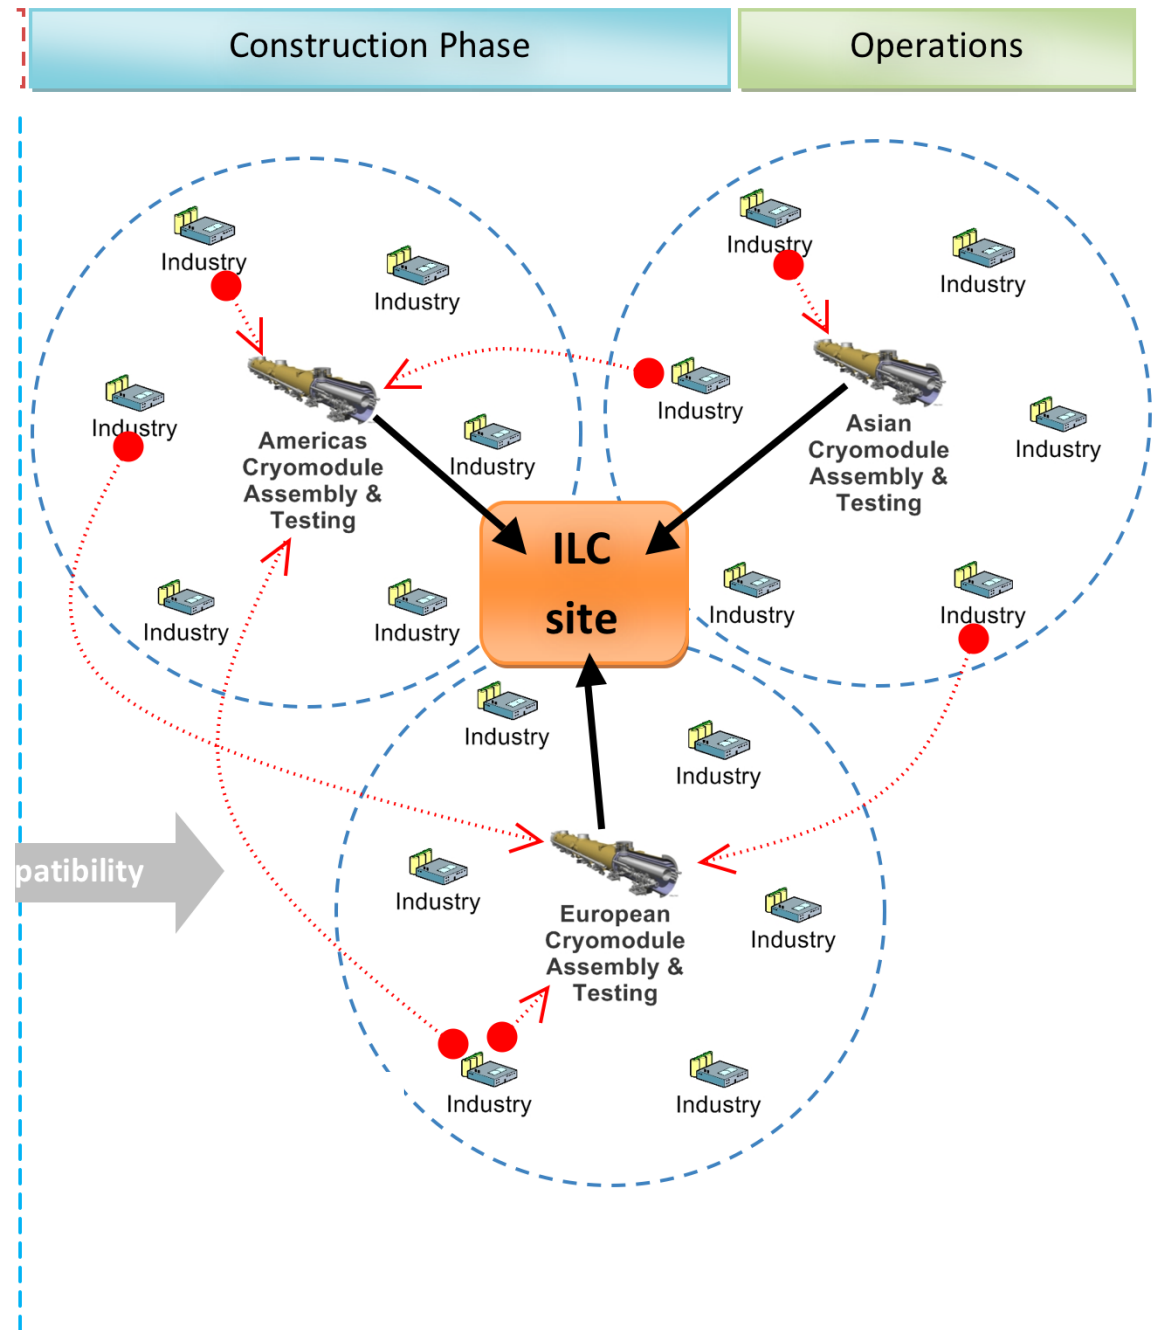 Construction Phase
Operations
Industry
Industry
Industry
Industry
Americas
Cryomodule
Assembly &
Testing
Industry
Industry
Industry
Industry
Industry
Industry
Asian
Cryomodule
Assembly &
Testing
Industry
Industry
Industry
ILC
site
Industry
Industry
Industry
European
Cryomodule
Assembly &
Testing
Industry
Industry
Industry
patibility